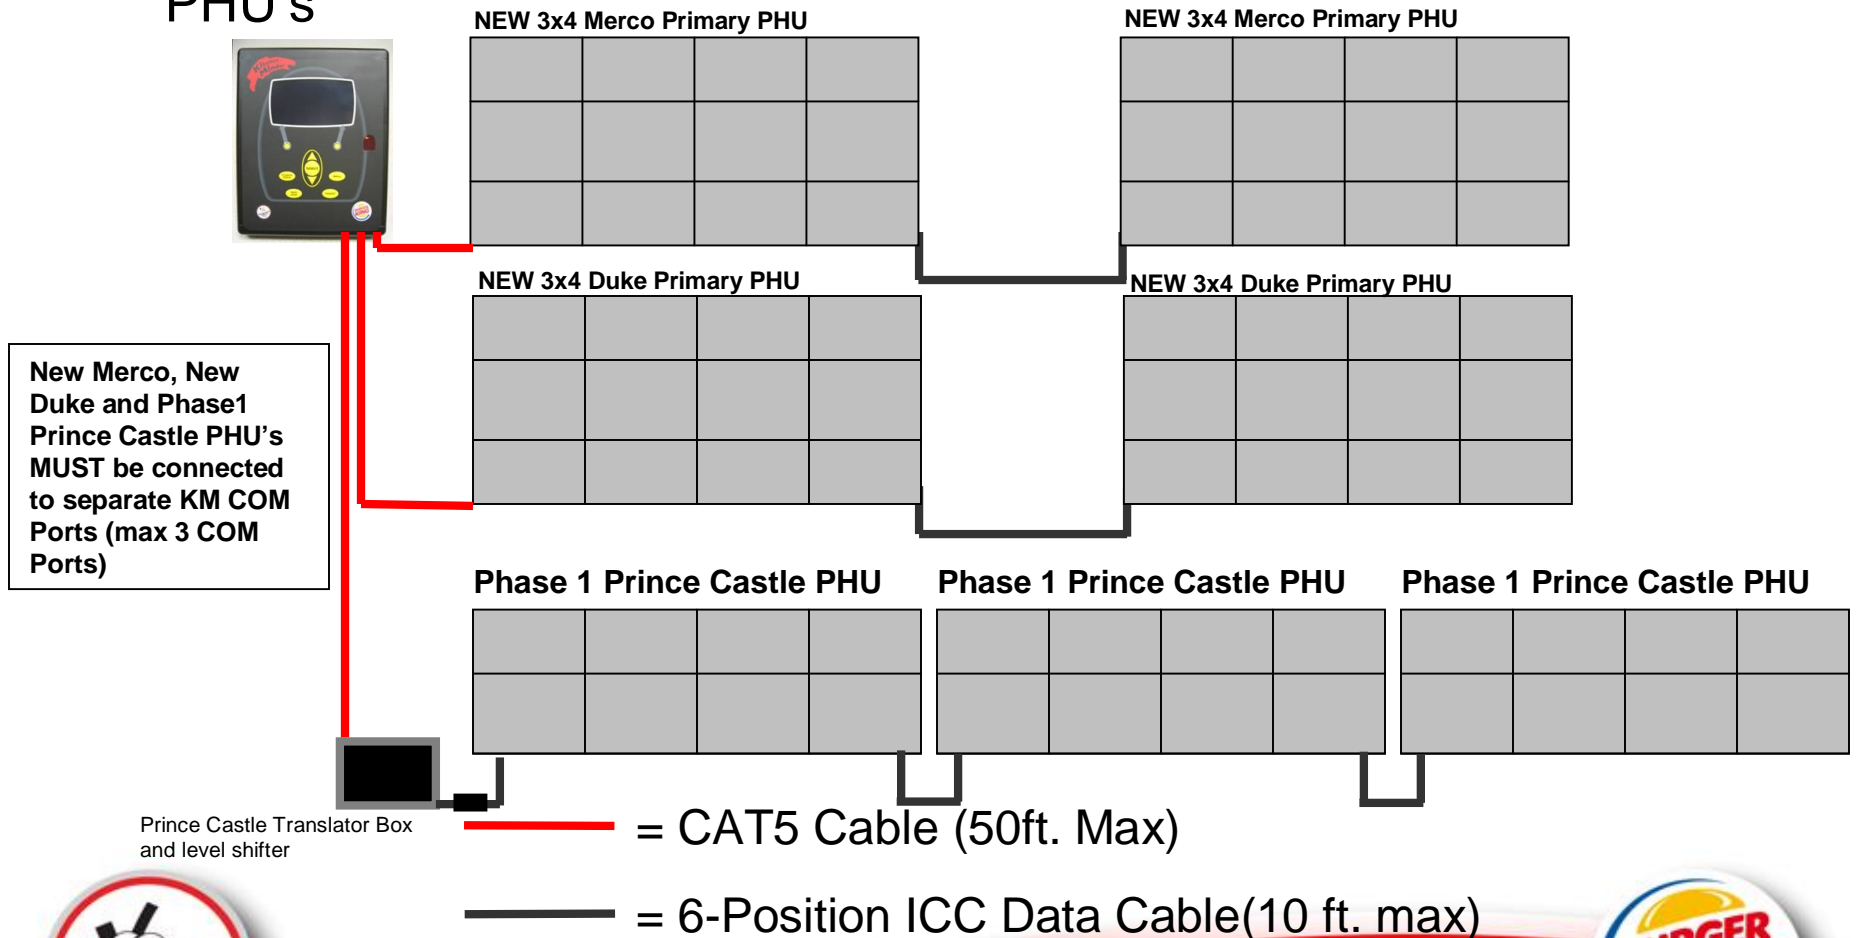 PHU's
NEW 3x4 Merco Primary PHU
NEW 3x4 Merco Primary PHU
NEW 3x4 Duke Primary PHU
NEW 3x4 Duke Primary PHU
New Merco, New
Duke and Phase1
Prince Castle PHU’s
MUST be connected
to separate KM COM
Ports (max 3 COM
Ports)
Phase 1 Prince Castle PHU
Phase 1 Prince Castle PHU
Phase 1 Prince Castle PHU
Prince Castle Translator Box
and level shifter
= CAT5 Cable (50ft. Max)
= 6-Position ICC Data Cable(10 ft. max)